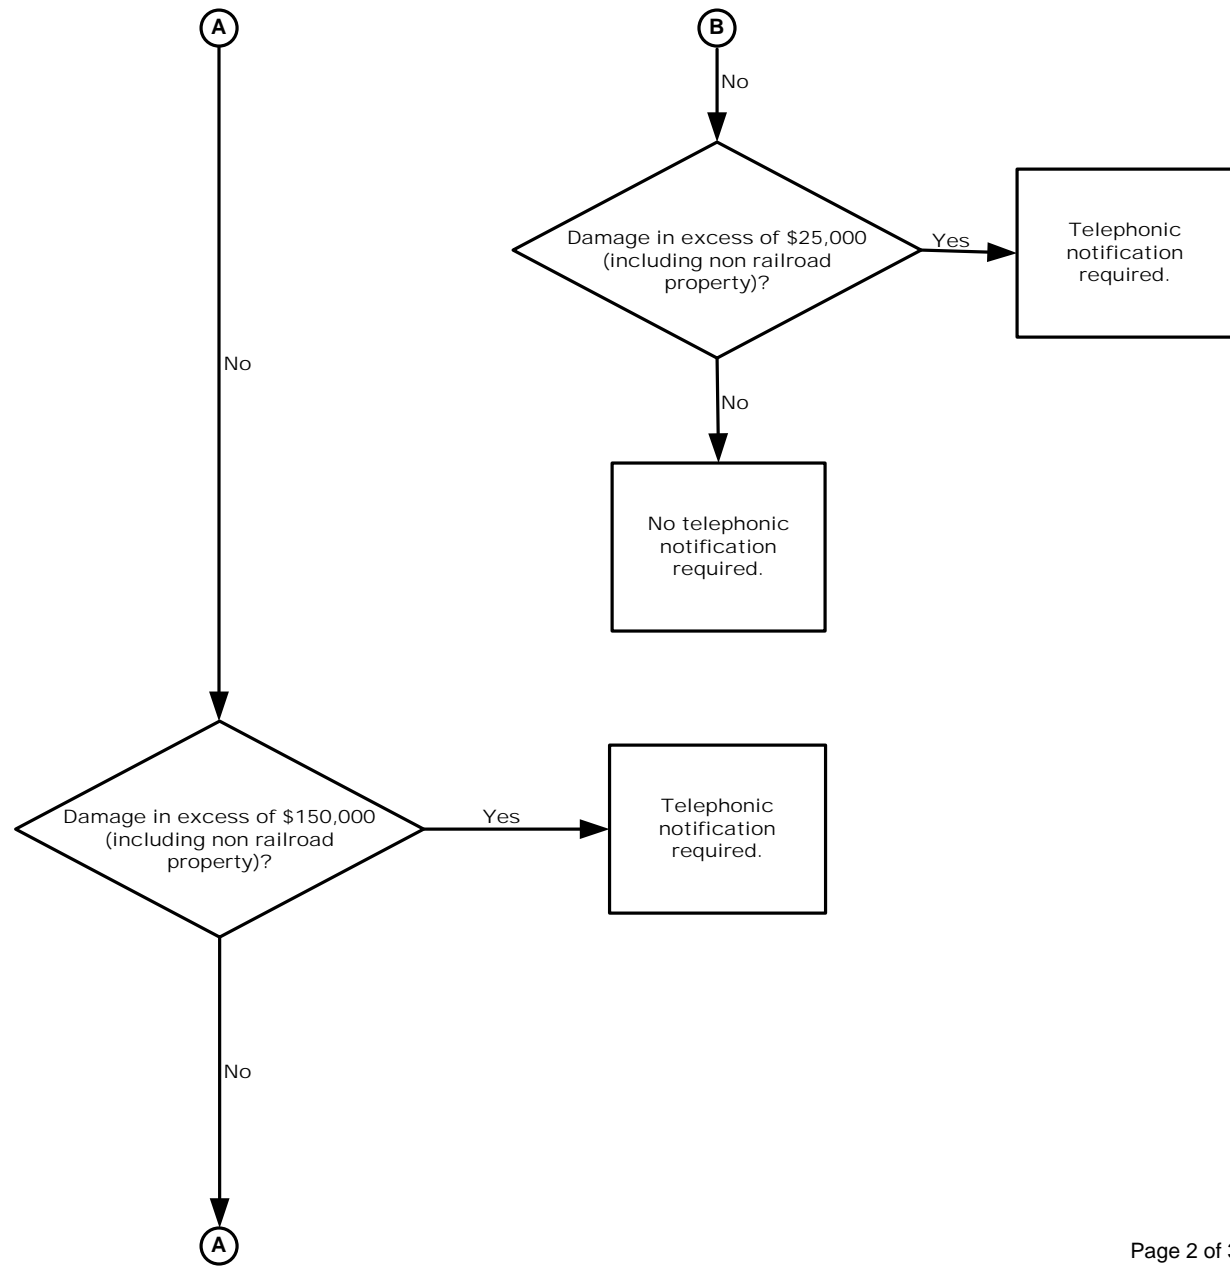 A
B
No
Damage in excess of $25,000
(including non railroad
property)?
Yes
Telephonic
notification
required.
No
No
No telephonic
notification
required.
Damage in excess of $150,000
(including non railroad
property)?
Yes
Telephonic
notification
required.
No
A
Page 2 of 3